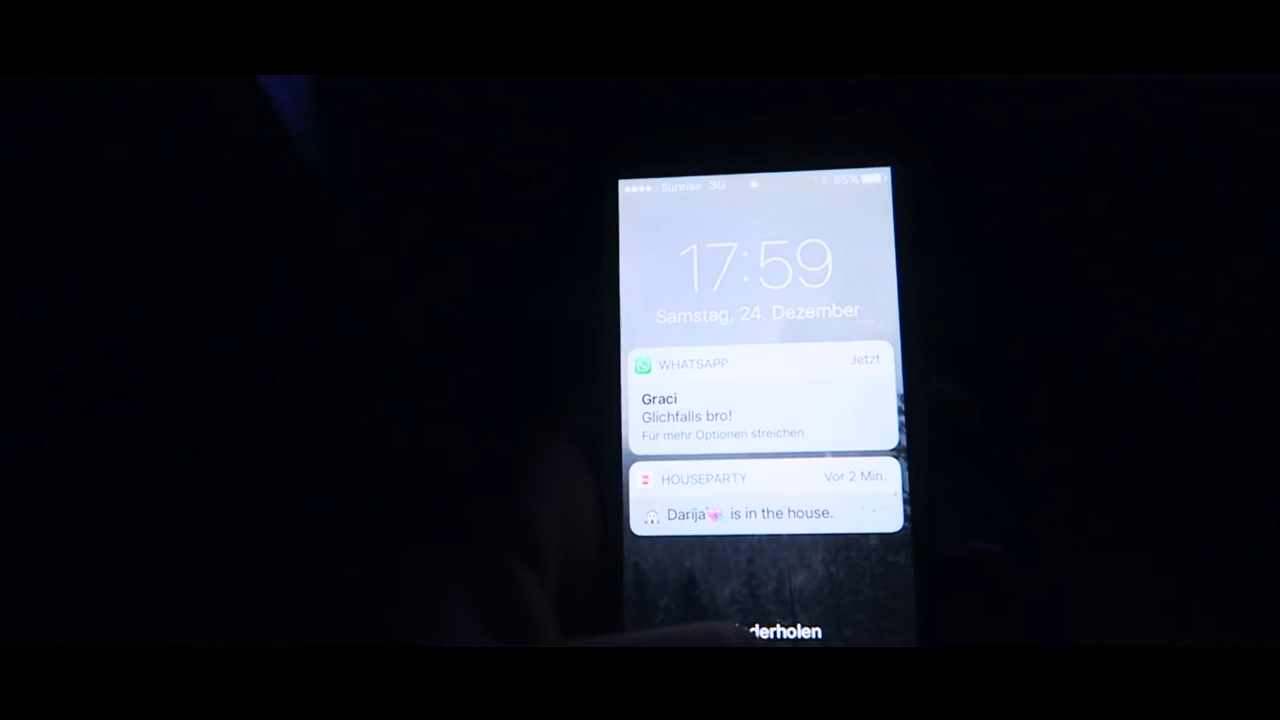 Sunrise 3G 85%
17:59
Samstag, 24. Dezember
WHATSAPP Jetzt
Graci
Glichfalls bro!
Für mehr Optionen streichen
HOUSEPARTY Vor 2 Min.
🏠 Darija💘 is in the house.
derholen